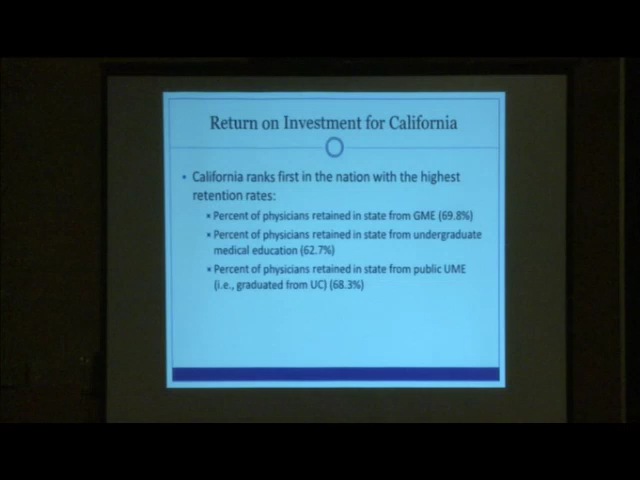 Return on Investment for California
• California ranks first in the nation with the highest
retention rates:
▪ Percent of physicians retained in state from GME (69.8%)
▪ Percent of physicians retained in state from undergraduate
medical education (62.7%)
▪ Percent of physicians retained in state from public UME
(i.e., graduated from UC) (68.3%)